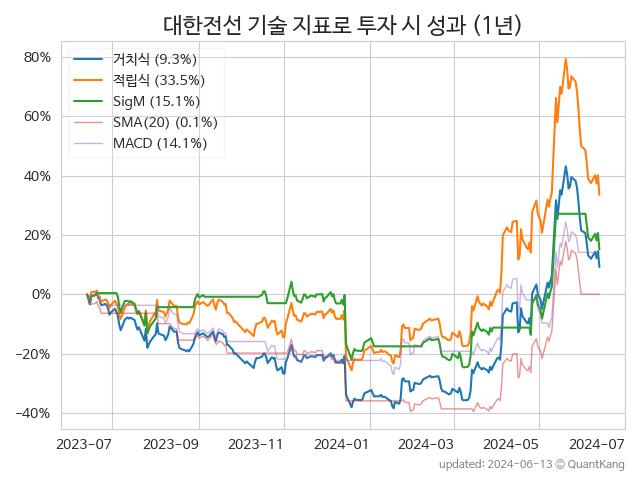 대한전선 기술 지표로 투자 시 성과 (1년)
80%
60%
40%
20%
0%
−20%
−40%
거치식 (9.3%)
적립식 (33.5%)
SigM (15.1%)
SMA(20) (0.1%)
MACD (14.1%)
2023-07 2023-09 2023-11 2024-01 2024-03 2024-05 2024-07
updated: 2024-06-13 © QuantKang